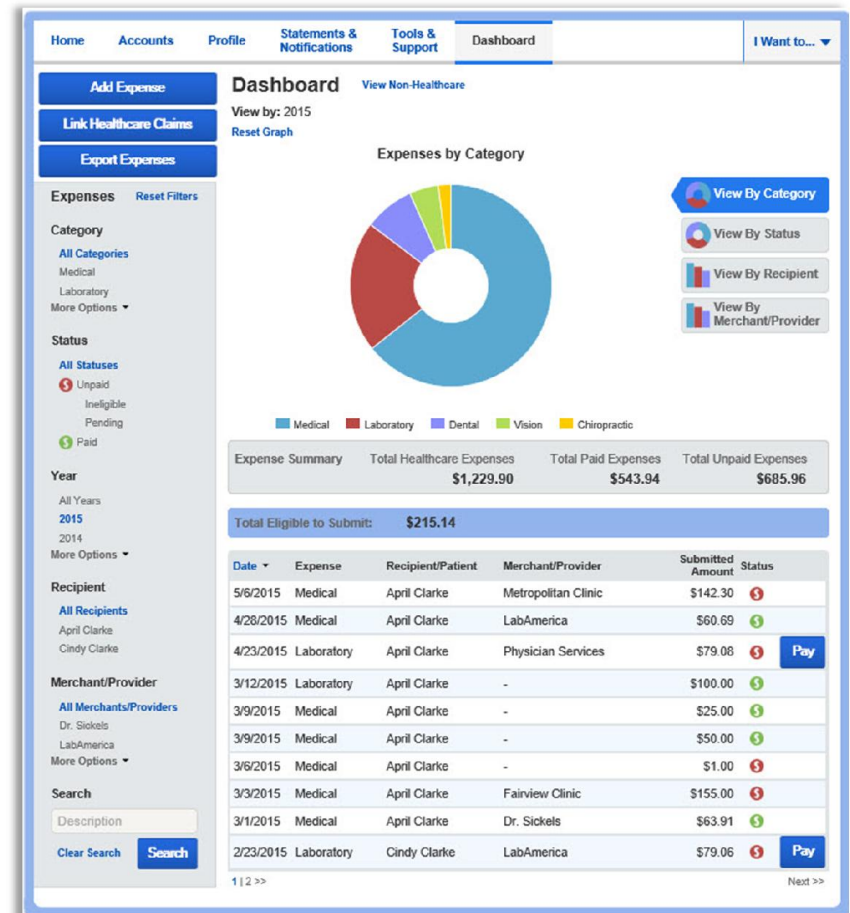 Home Accounts Profile Statements & Notifications Tools & Support Dashboard I Want to...
Add Expense
Link Healthcare Claims
Export Expenses
Expenses Reset Filters
Category
All Categories
Medical
Laboratory
More Options
Status
All Statuses
Unpaid
Ineligible
Pending
Paid
Year
All Years
2015
2014
More Options
Recipient
All Recipients
April Clarke
Cindy Clarke
Merchant/Provider
All Merchants/Providers
Dr. Sickels
LabAmerica
More Options
Search
Description
Clear Search Search
Dashboard View Non-Healthcare
View by: 2015
Reset Graph
Expenses by Category
View By Category
View By Status
View By Recipient
View By
Merchant/Provider
Medical Laboratory Dental Vision Chiropractic
Expense Summary Total Healthcare Expenses Total Paid Expenses Total Unpaid Expenses
$1,229.90 $543.94 $685.96
Total Eligible to Submit: $215.14
Date Expense Recipient/Patient Merchant/Provider Submitted Amount Status
5/6/2015 Medical April Clarke Metropolitan Clinic $142.30
4/28/2015 Medical April Clarke LabAmerica $60.69
4/23/2015 Laboratory April Clarke Physician Services $79.08 Pay
3/12/2015 Laboratory April Clarke - $100.00
3/9/2015 Medical April Clarke - $25.00
3/9/2015 Medical April Clarke - $50.00
3/6/2015 Medical April Clarke - $1.00
3/3/2015 Medical April Clarke Fairview Clinic $155.00
3/1/2015 Medical April Clarke Dr. Sickels $63.91
2/23/2015 Laboratory Cindy Clarke LabAmerica $79.06 Pay
1 | 2 >> Next >>